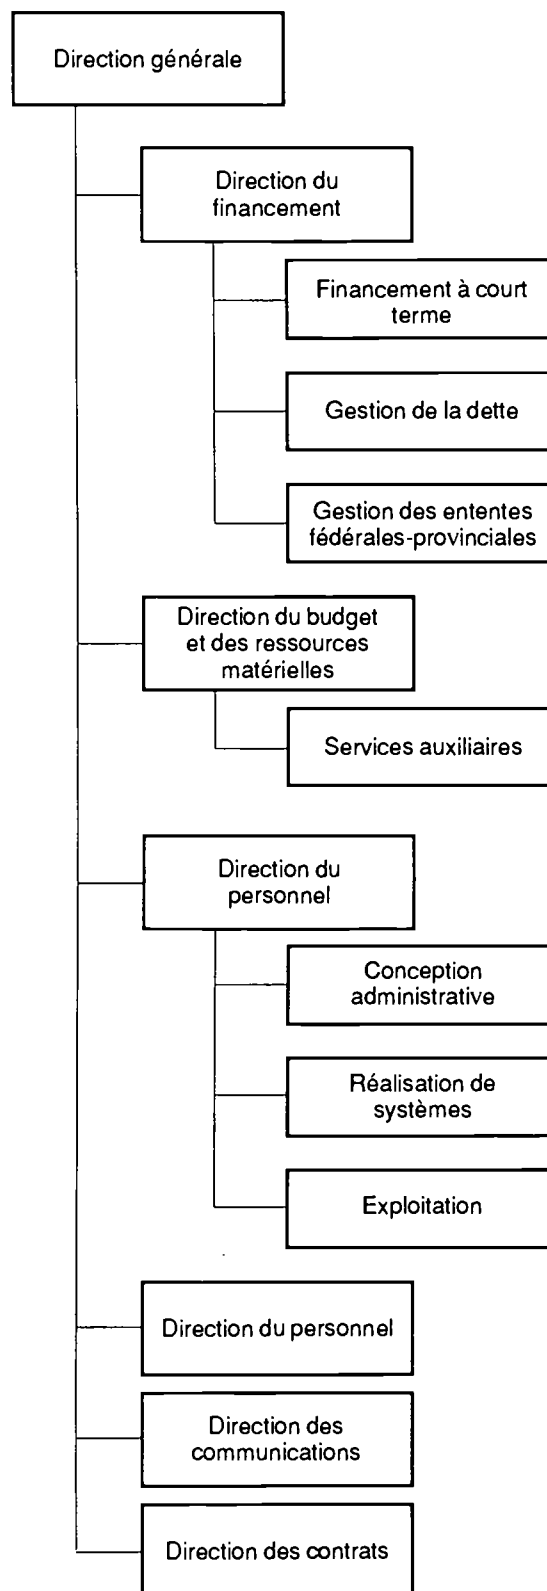 Direction générale
Direction du
financement
Financement à court
terme
Gestion de la dette
Gestion des ententes
fédérales-provinciales
Direction du budget
et des ressources
matérielles
Services auxiliaires
Direction du
personnel
Conception
administrative
Réalisation de
systèmes
Exploitation
Direction du personnel
Direction des
communications
Direction des contrats